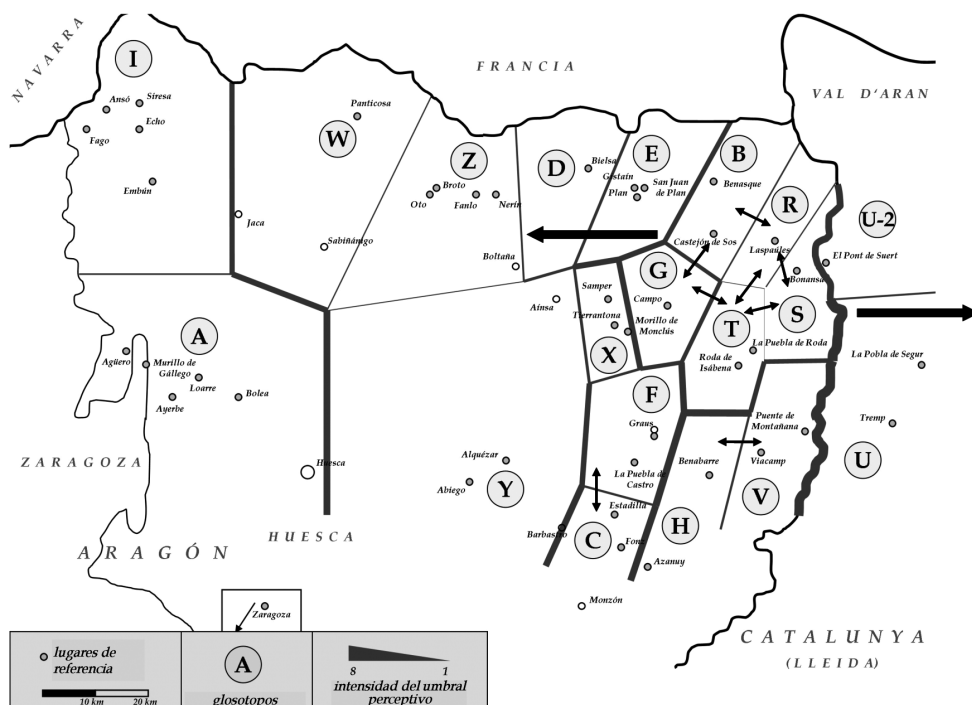 NAVARRA
FRANCIA
VAL D'ARAN
I
Ansó
Siresa
Fago
Echo
Embún
W
Panticosa
Jaca
Sabiñánigo
Z
Broto
Oto
Fanlo
Nerín
D
Bielsa
Boltaña
E
Gistaín
San Juan
de Plan
Plan
B
Benasque
Castejón de Sos
R
Laspaúles
U-2
El Pont de Suert
Bonansa
G
Campo
Morillo de
Monclús
Samper
Tierrantona
Aínsa
X
T
La Puebla de Roda
Roda de
Isábena
S
La Pobla de Segur
A
Agüero
Murillo de
Gállego
Loarre
Ayerbe
Bolea
F
Graus
La Puebla de
Castro
Puente de
Montañana
Tremp
Benabarre
Viacamp
U
V
ZARAGOZA
Huesca
Alquézar
Abiego
Y
Estadilla
Barbastro
C
Fonz
H
Azanuy
Monzón
ARAGÓN
HUESCA
Zaragoza
CATALUNYA
(LLEIDA)
lugares de
referencia
10 km
20 km
A
glosotopos
8
1
intensidad del umbral
perceptivo